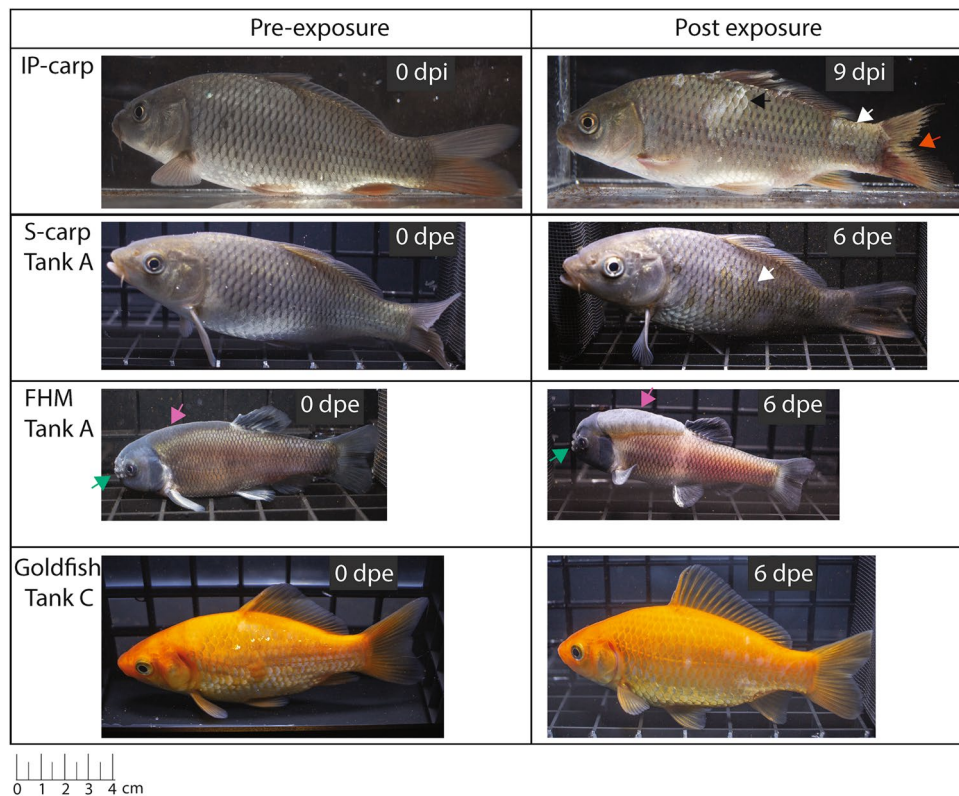 Pre-exposure
Post exposure
IP-carp
0 dpi
9 dpi
S-carp
Tank A
0 dpe
6 dpe
FHM
Tank A
0 dpe
6 dpe
Goldfish
Tank C
0 dpe
6 dpe
0 1 2 3 4 cm